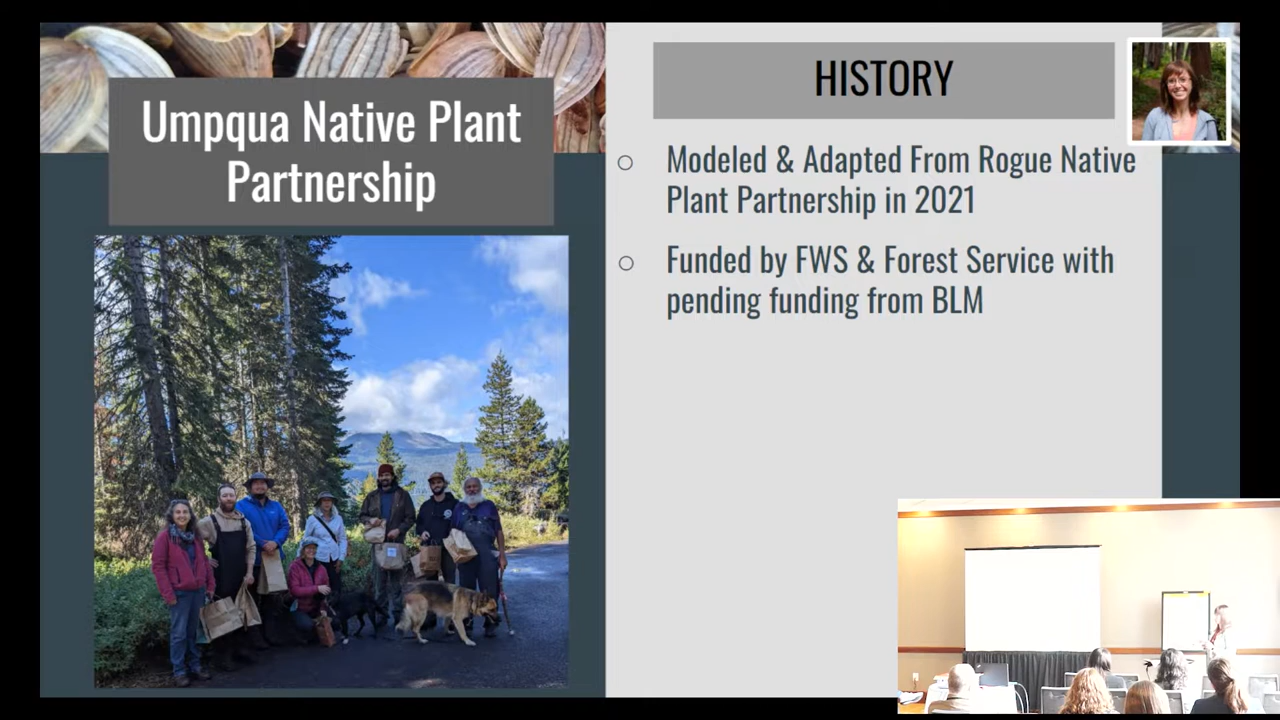 Umpqua Native Plant
Partnership
HISTORY
Modeled & Adapted From Rogue Native
Plant Partnership in 2021
Funded by FWS & Forest Service with
pending funding from BLM